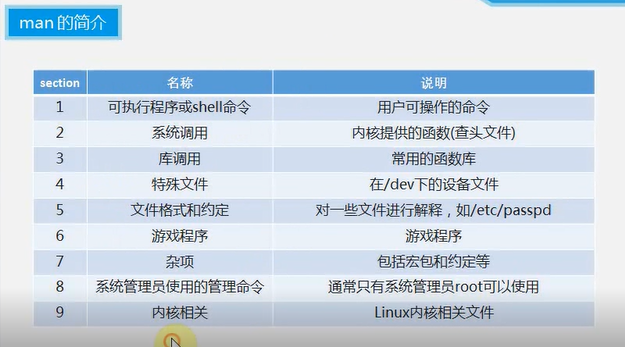 man的简介
section 名称 说明
1 可执行程序或shell命令 用户可操作的命令
2 系统调用 内核提供的函数(查头文件)
3 库调用 常用的函数库
4 特殊文件 在/dev下的设备文件
5 文件格式和约定 对一些文件进行解释，如/etc/passpd
6 游戏程序 游戏程序
7 杂项 包括宏包和约定等
8 系统管理员使用的管理命令 通常只有系统管理员root可以使用
9 内核相关 Linux内核相关文件